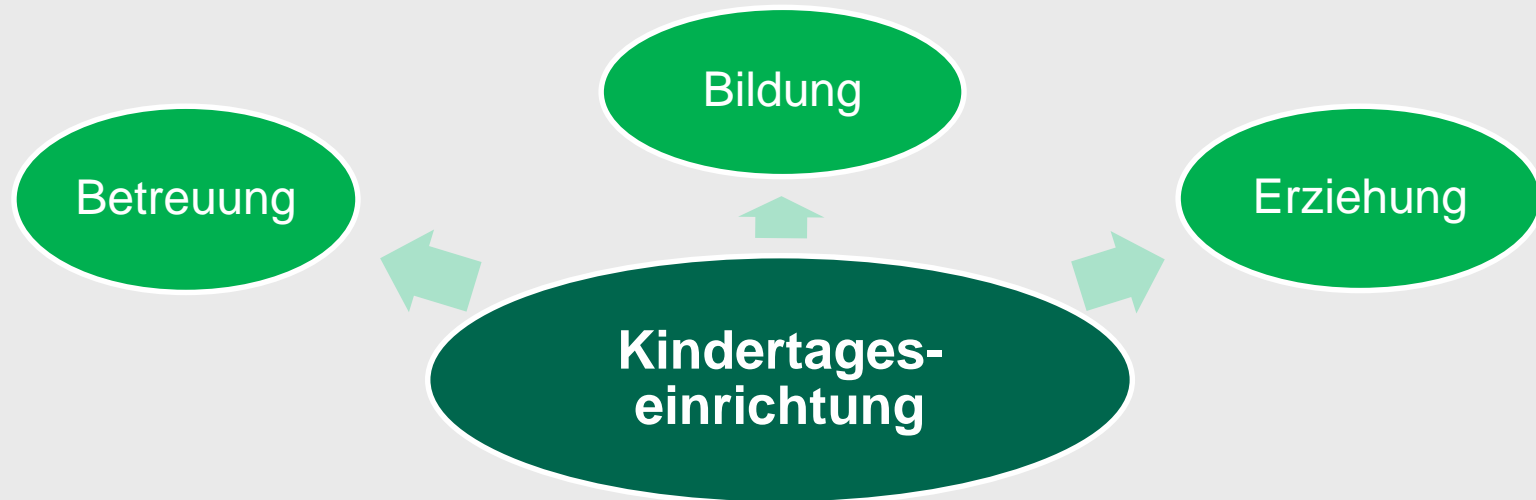 Bildung
Betreuung
Erziehung
Kindertages-
einrichtung